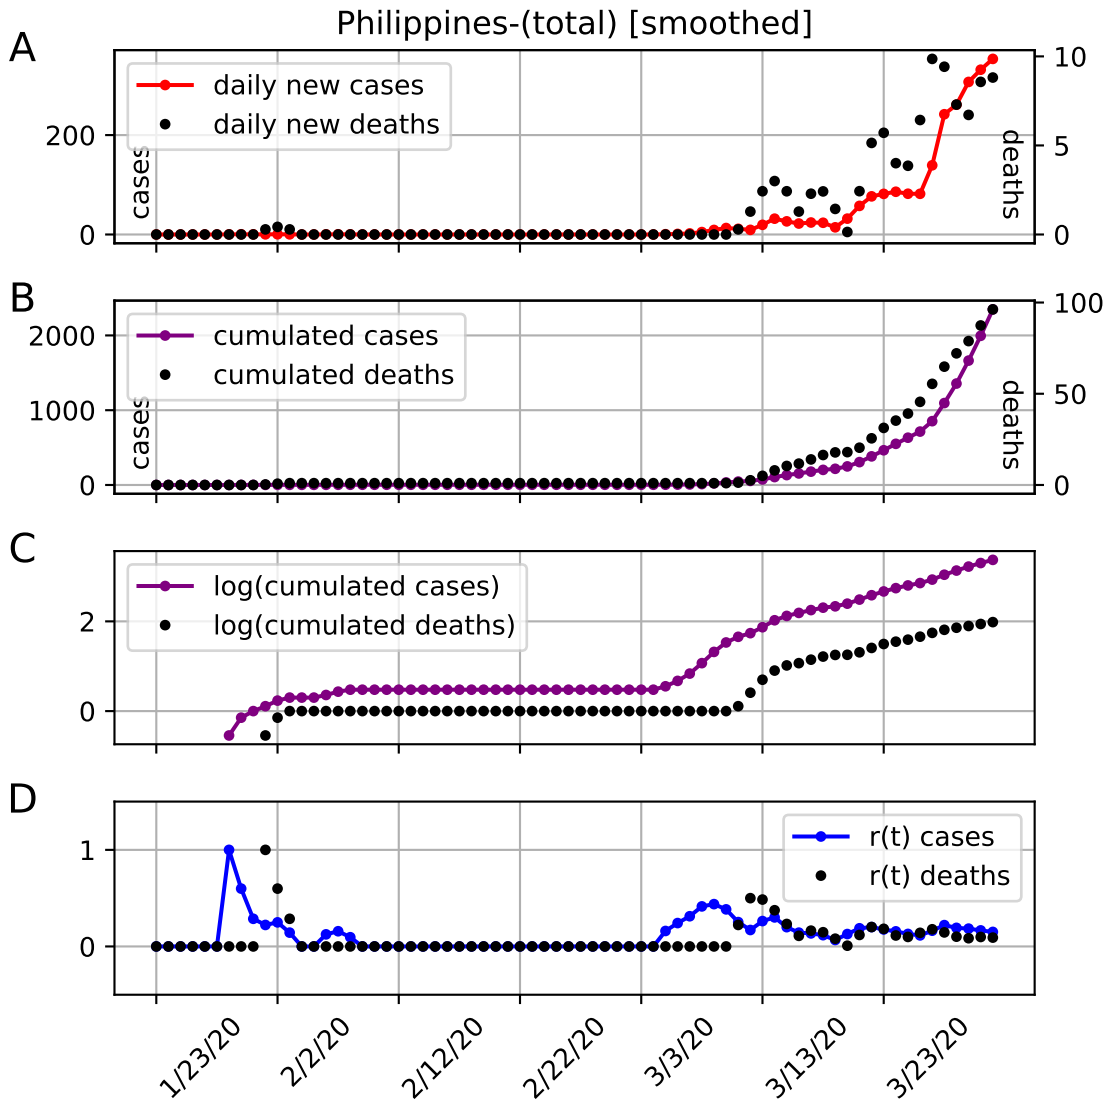 Philippines-(total) [smoothed]
A
daily new cases
daily new deaths
200
0
cases
10
5
0
deaths
B
cumulated cases
cumulated deaths
2000
1000
0
cases
100
50
0
deaths
C
log(cumulated cases)
log(cumulated deaths)
2
0
D
r(t) cases
r(t) deaths
1
0
1/23/20
2/2/20
2/12/20
2/22/20
3/3/20
3/13/20
3/23/20